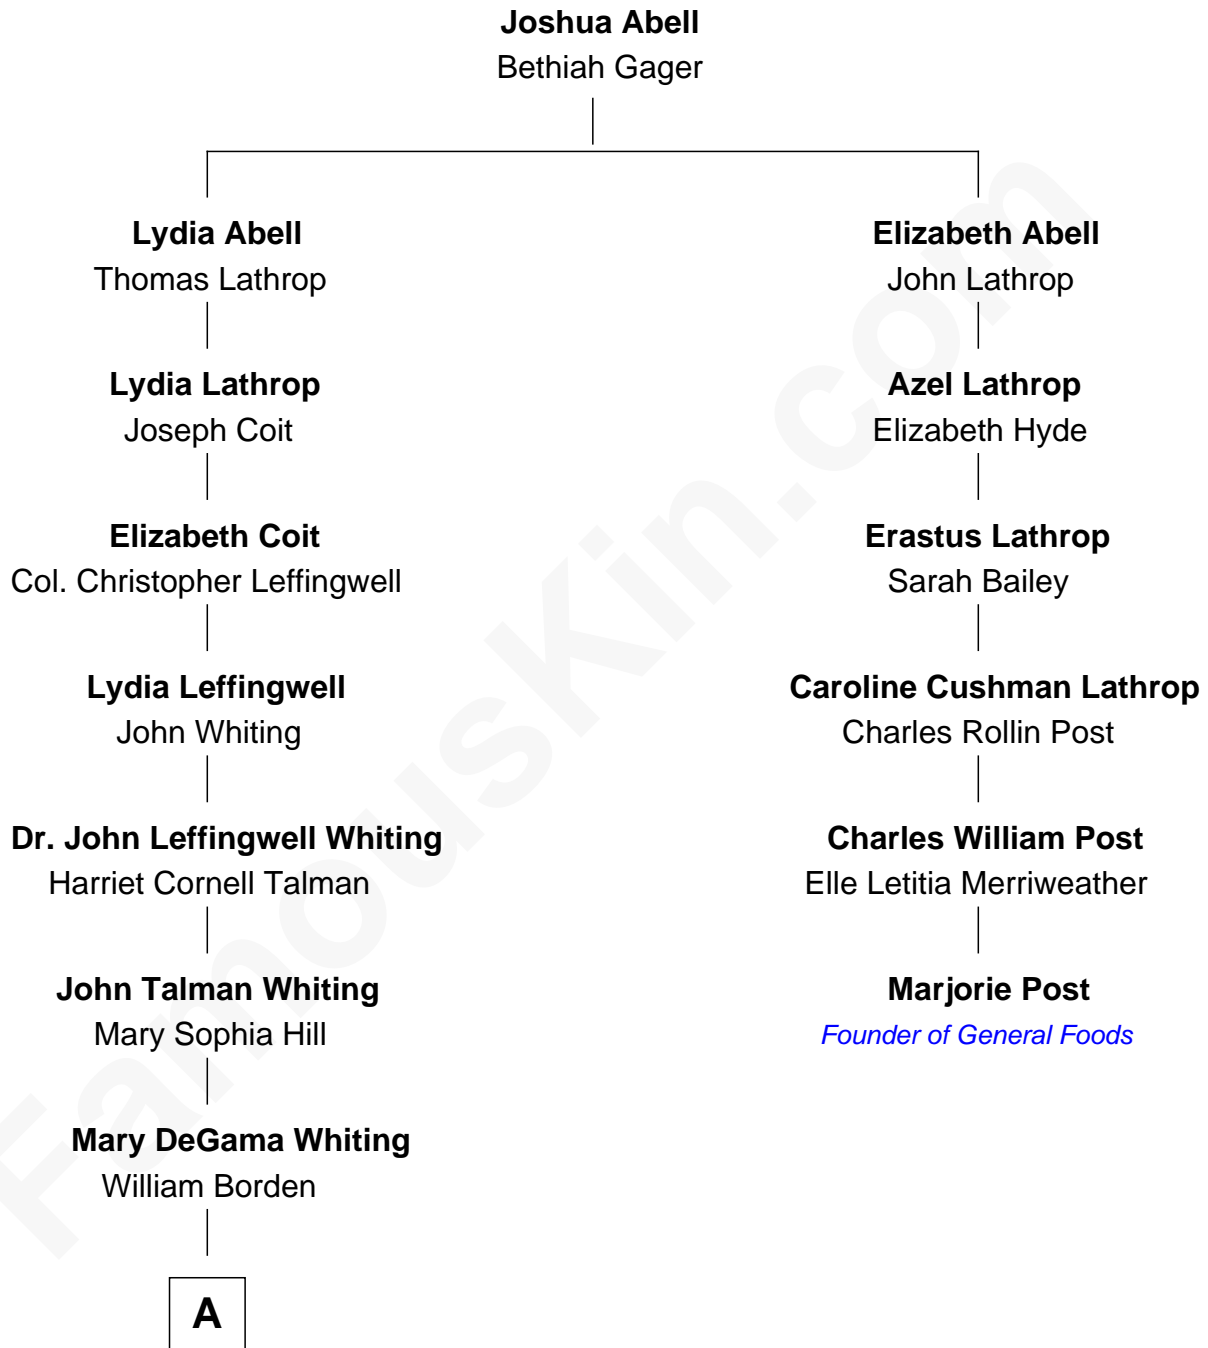 Joshua Abell
Bethiah Gager
Lydia Abell
Thomas Lathrop
Elizabeth Abell
John Lathrop
Lydia Lathrop
Joseph Coit
Azel Lathrop
Elizabeth Hyde
Elizabeth Coit
Col. Christopher Leffingwell
Erastus Lathrop
Sarah Bailey
Lydia Leffingwell
John Whiting
Caroline Cushman Lathrop
Charles Rollin Post
Dr. John Leffingwell Whiting
Harriet Cornell Talman
Charles William Post
Elle Letitia Merriweather
John Talman Whiting
Mary Sophia Hill
Marjorie Post
Founder of General Foods
Mary DeGama Whiting
William Borden
A
FamousKin.com